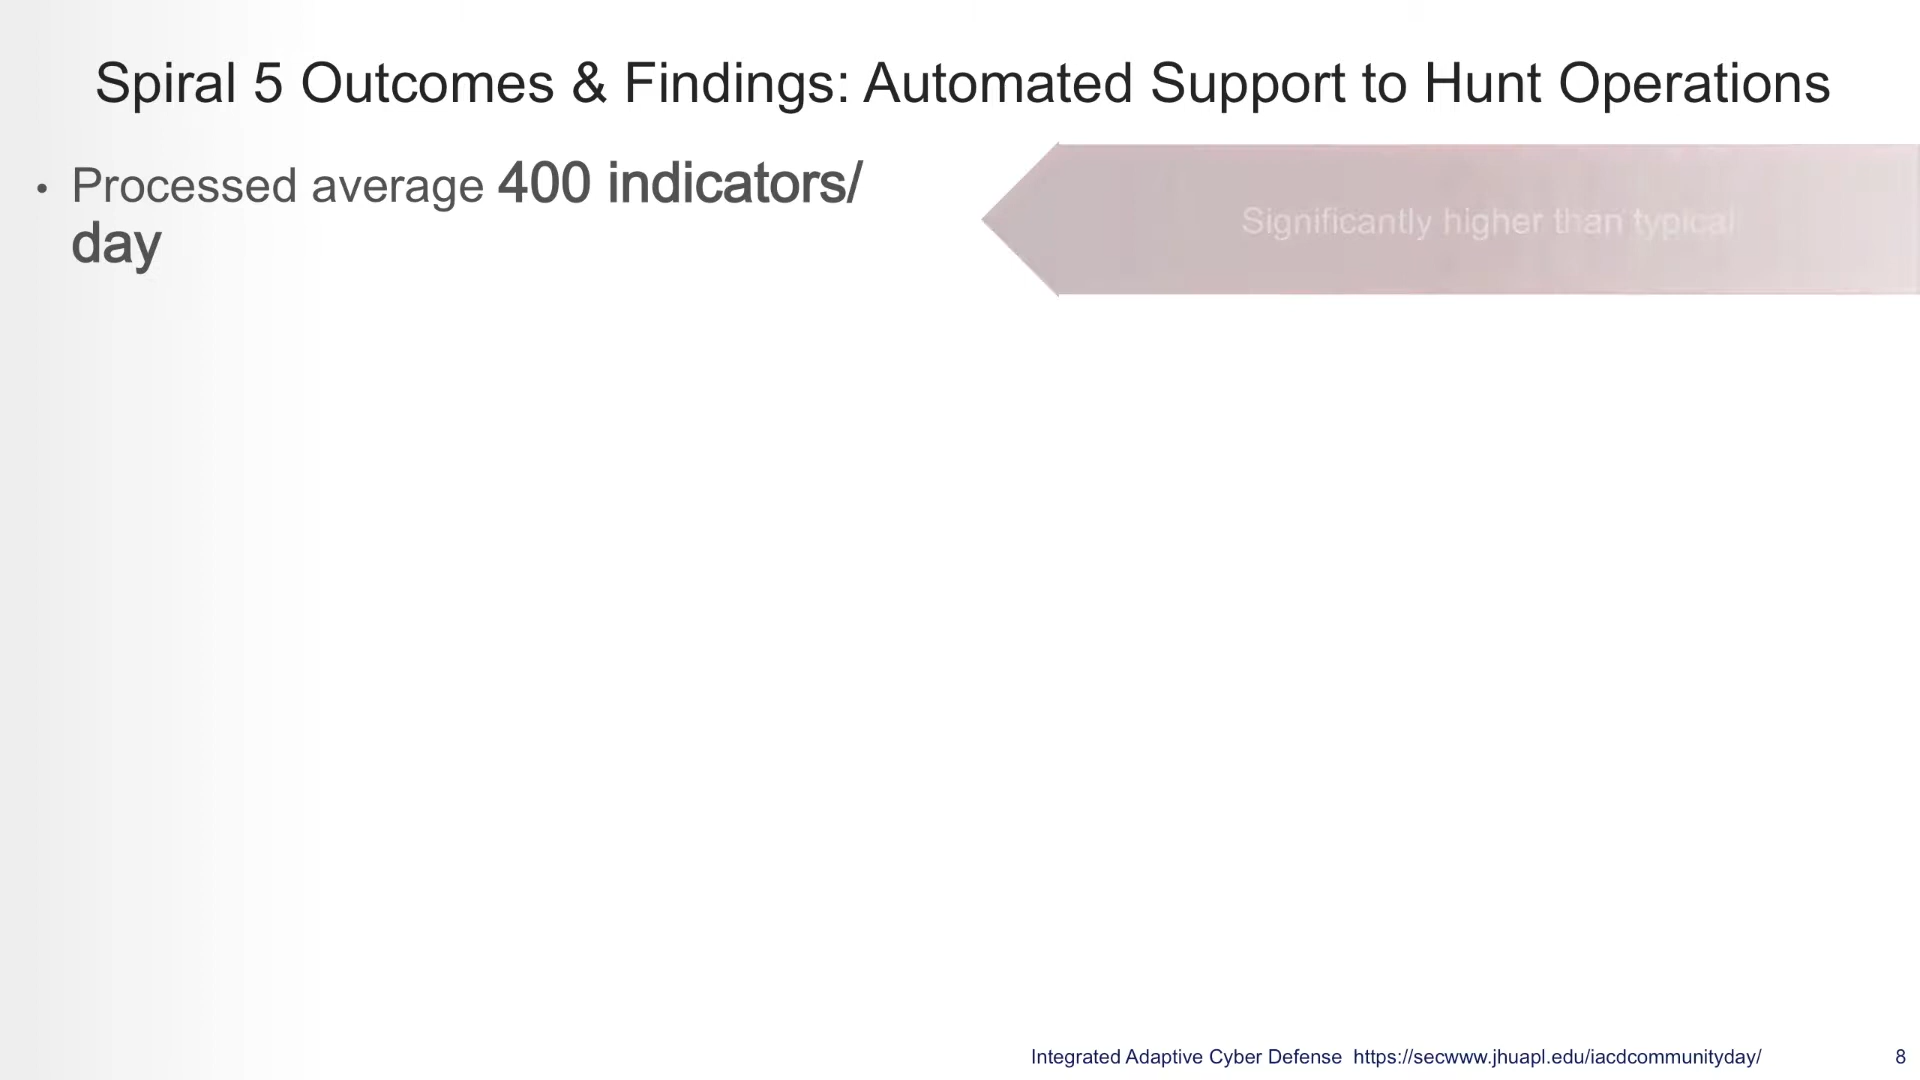 Spiral 5 Outcomes & Findings: Automated Support to Hunt Operations
• Processed average 400 indicators/
day
Significantly higher than typical
Integrated Adaptive Cyber Defense https://secwww.jhuapl.edu/iacdcommunityday/
8